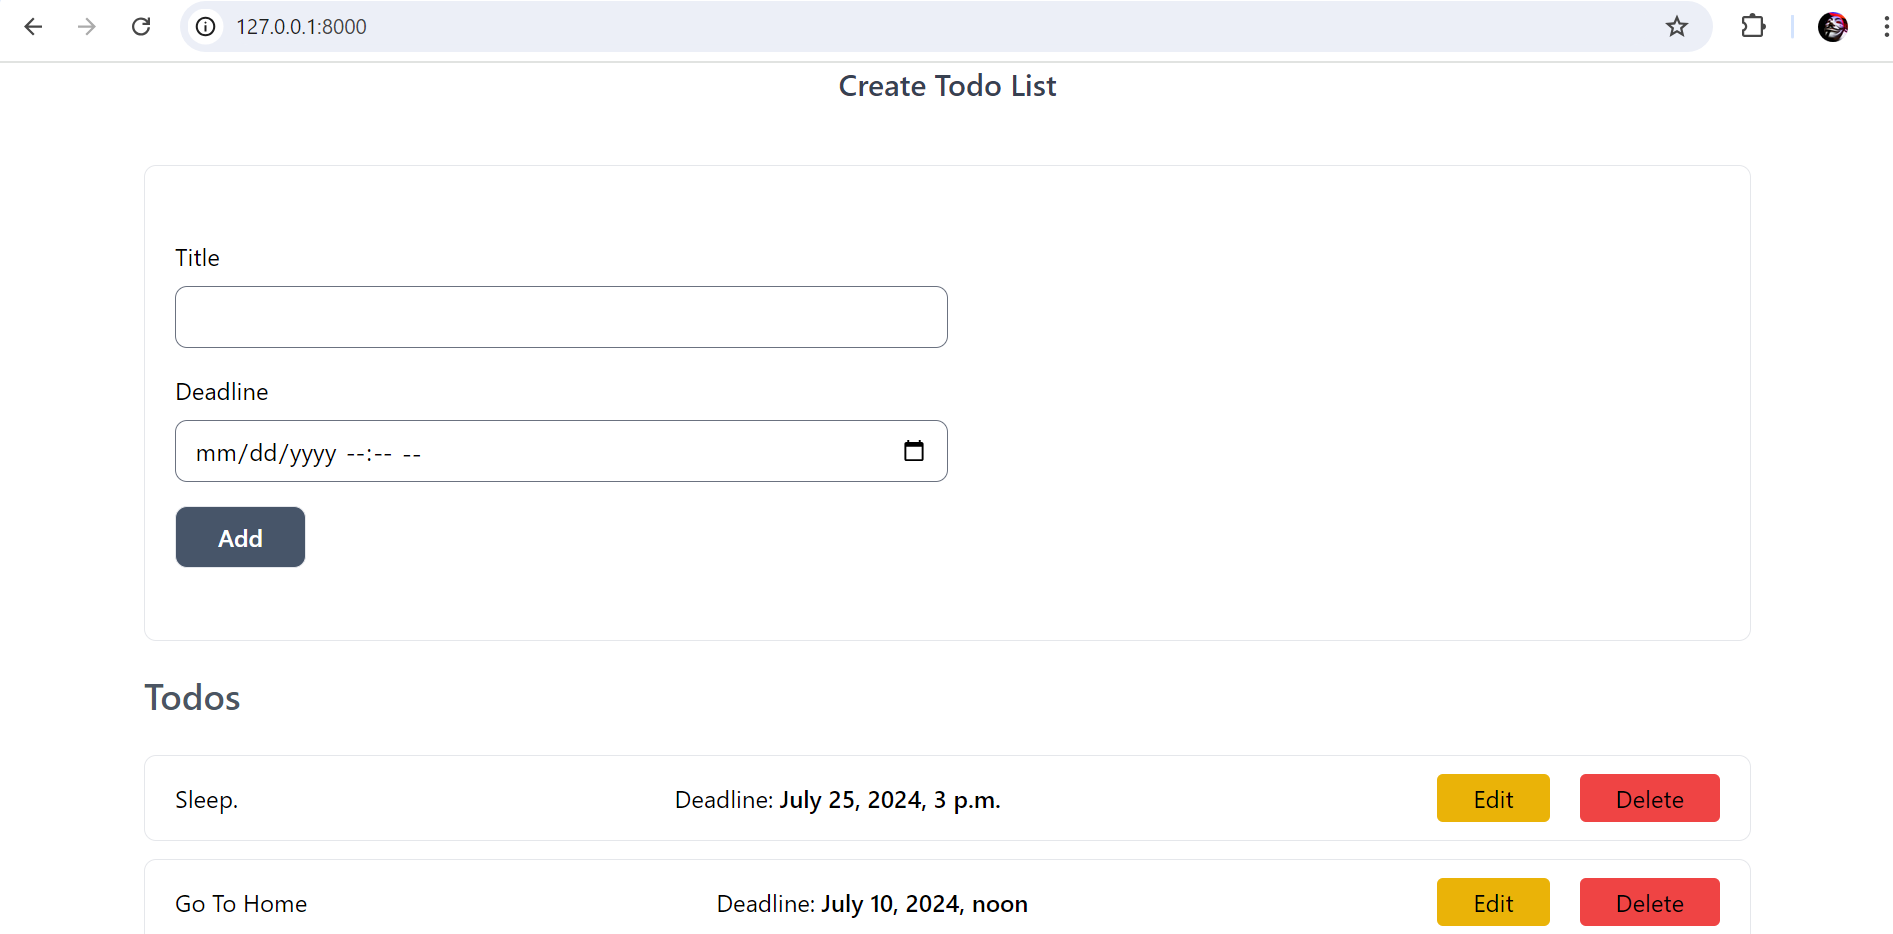 127.0.0.1:8000
Create Todo List
Title
Deadline
mm/dd/yyyy --:-- --
Add
Todos
Sleep. Deadline: July 25, 2024, 3 p.m. Edit Delete
Go To Home Deadline: July 10, 2024, noon Edit Delete